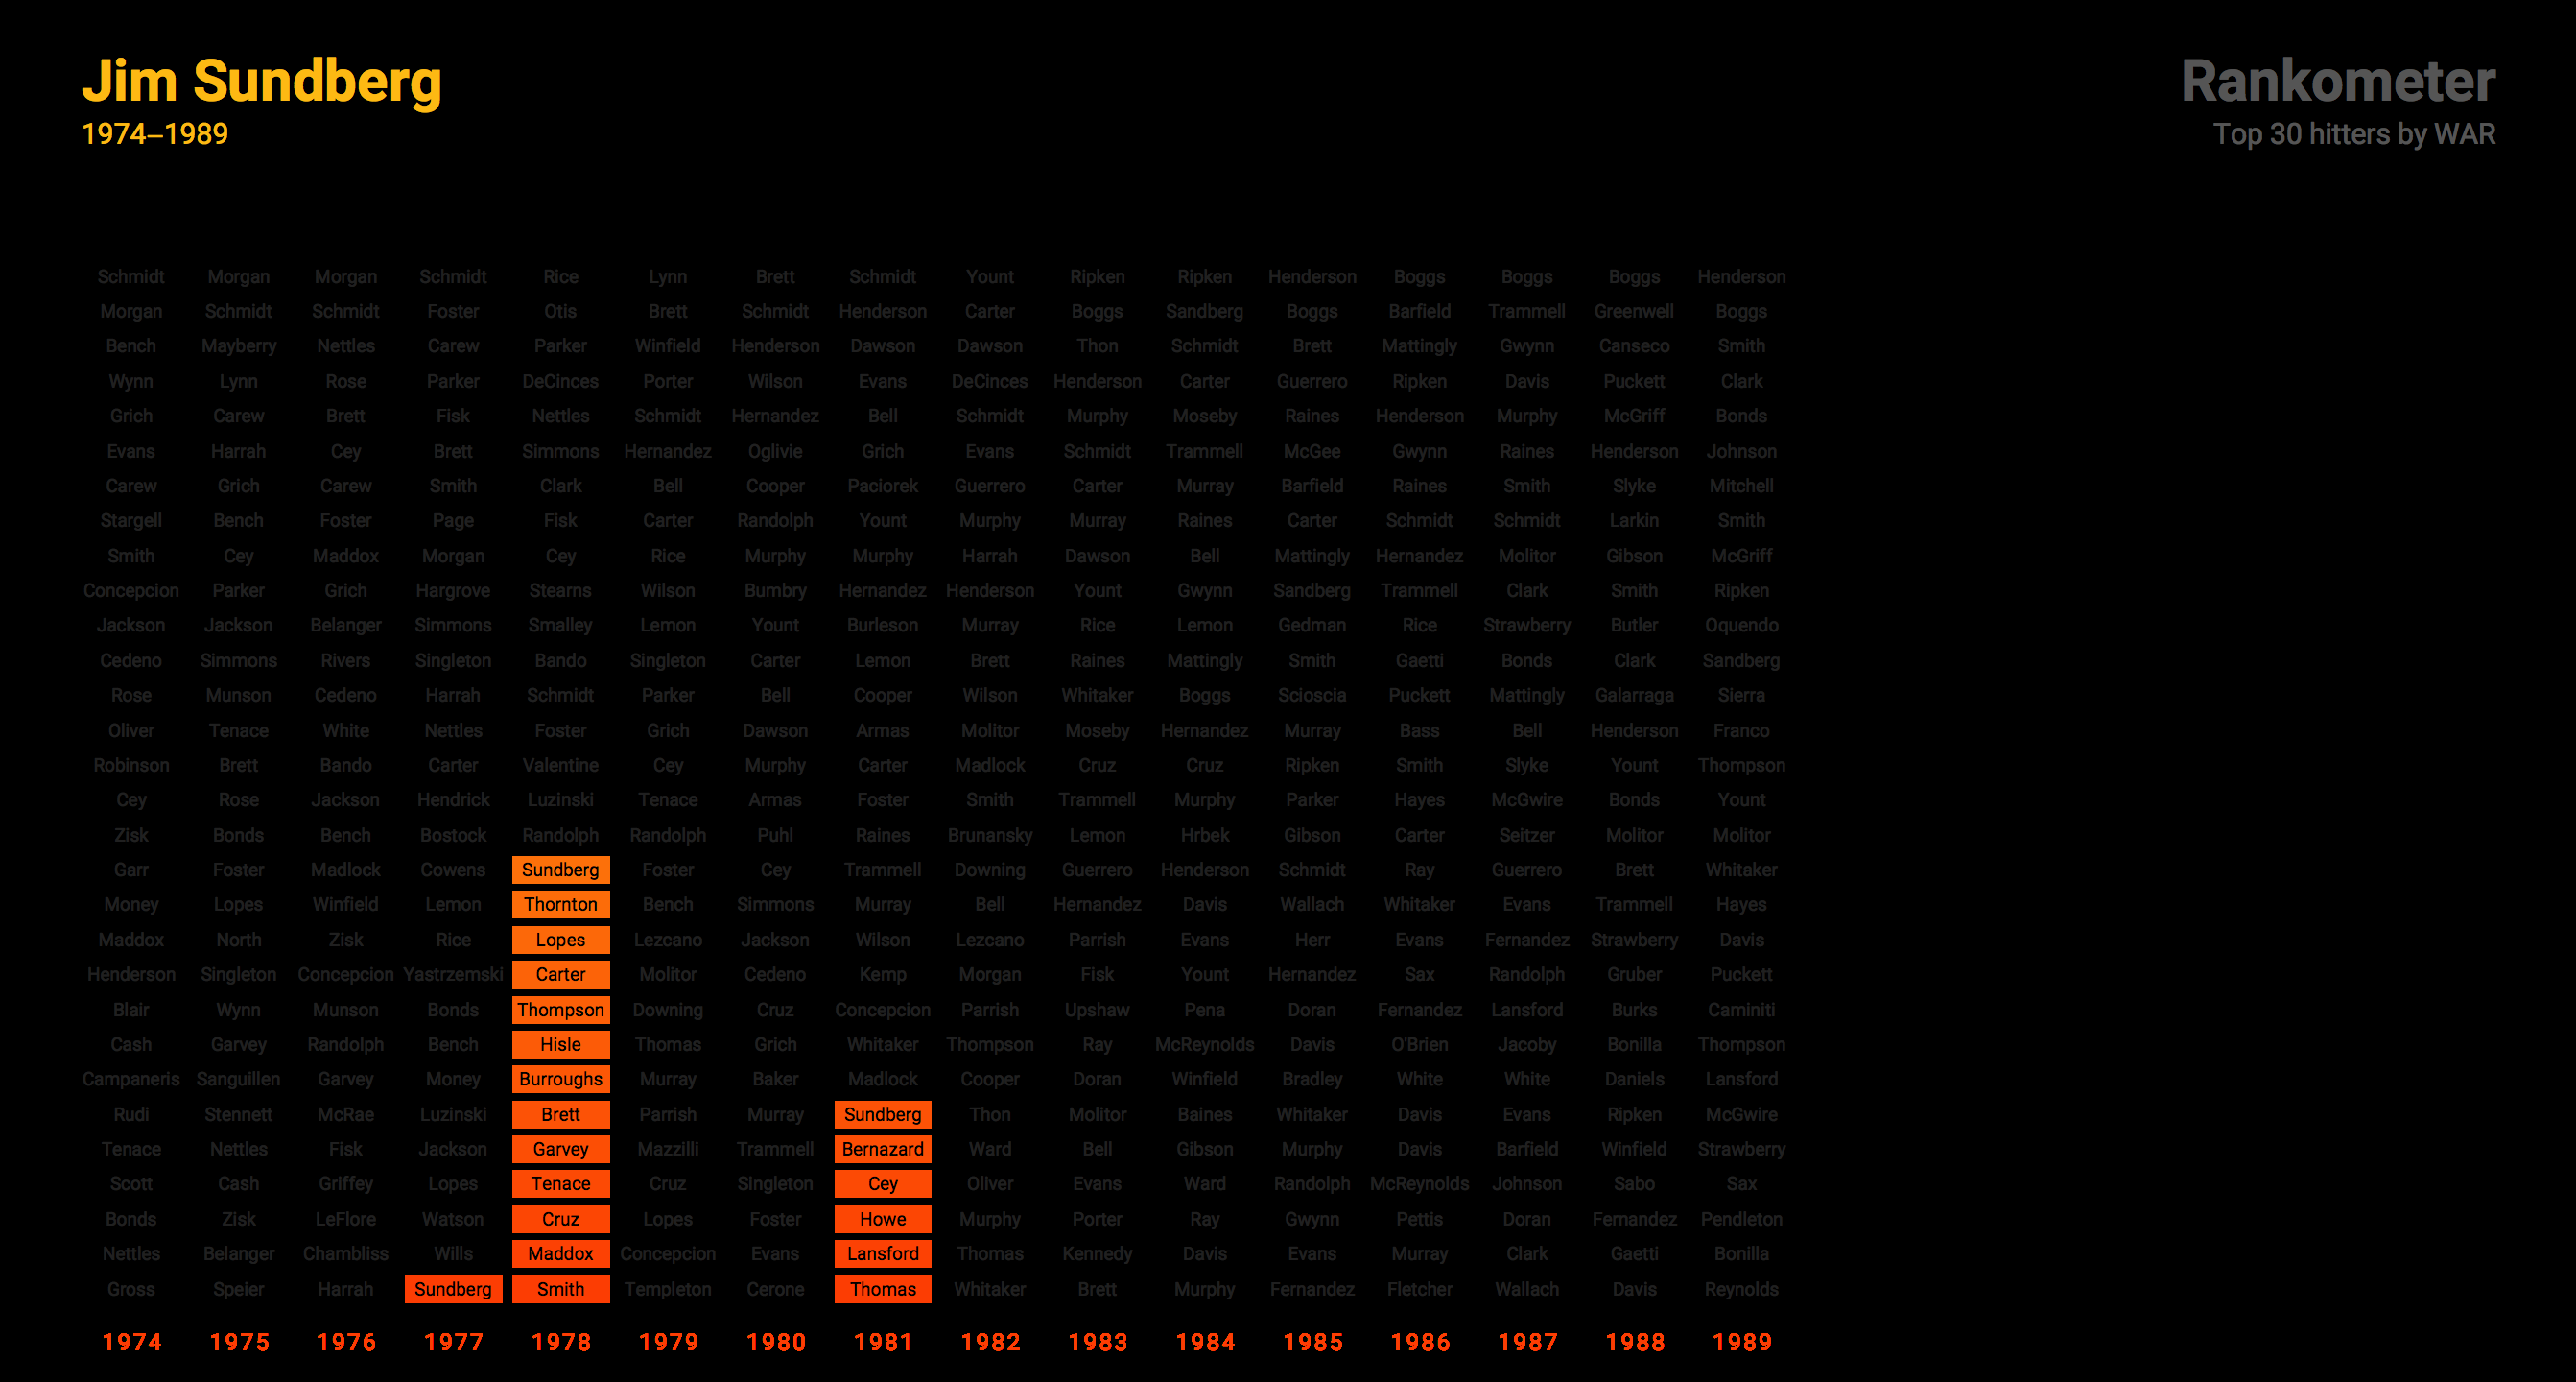 Jim Sundberg
1974–1989
Rankometer
Top 30 hitters by WAR
Schmidt Morgan Morgan Schmidt Rice Lynn Brett Schmidt Yount Ripken Ripken Henderson Boggs Boggs Boggs Henderson
Morgan Schmidt Schmidt Foster Otis Brett Schmidt Henderson Carter Boggs Sandberg Boggs Barfield Trammell Greenwell Boggs
Bench Mayberry Nettles Carew Parker Winfield Henderson Dawson Dawson Thon Schmidt Brett Mattingly Gwynn Canseco Smith
Wynn Lynn Rose Parker DeCinces Porter Wilson Evans DeCinces Henderson Carter Guerrero Ripken Davis Puckett Clark
Grich Carew Brett Fisk Nettles Schmidt Hernandez Bell Schmidt Murphy Moseby Raines Henderson Murphy McGriff Bonds
Evans Harrah Cey Brett Simmons Hernandez Oglivie Grich Evans Schmidt Trammell McGee Gwynn Raines Henderson Johnson
Carew Grich Carew Smith Clark Bell Cooper Paciorek Guerrero Carter Murray Barfield Raines Smith Slyke Mitchell
Stargell Bench Foster Page Fisk Carter Randolph Yount Murphy Murray Raines Carter Schmidt Schmidt Larkin Smith
Smith Cey Maddox Morgan Cey Rice Murphy Murphy Harrah Dawson Bell Mattingly Hernandez Molitor Gibson McGriff
Concepcion Parker Grich Hargrove Stearns Wilson Bumbry Hernandez Henderson Yount Gwynn Sandberg Trammell Clark Smith Ripken
Jackson Jackson Belanger Simmons Smalley Lemon Yount Burleson Murray Rice Lemon Gedman Rice Strawberry Butler Oquendo
Cedeno Simmons Rivers Singleton Bando Singleton Carter Lemon Brett Raines Mattingly Smith Gaetti Bonds Clark Sandberg
Rose Munson Cedeno Harrah Schmidt Parker Bell Cooper Wilson Whitaker Boggs Scioscia Puckett Mattingly Galarraga Sierra
Oliver Tenace White Nettles Foster Grich Dawson Armas Molitor Moseby Hernandez Murray Bass Bell Henderson Franco
Robinson Brett Bando Carter Valentine Cey Murphy Carter Madlock Cruz Cruz Ripken Smith Slyke Yount Thompson
Cey Rose Jackson Hendrick Luzinski Tenace Armas Foster Smith Trammell Murphy Parker Hayes McGwire Bonds Yount
Zisk Bonds Bench Bostock Randolph Randolph Puhl Raines Brunansky Lemon Hrbek Gibson Carter Seitzer Molitor Molitor
Garr Foster Madlock Cowens Sundberg Foster Cey Trammell Downing Guerrero Henderson Schmidt Ray Guerrero Brett Whitaker
Money Lopes Winfield Lemon Thornton Bench Simmons Murray Bell Hernandez Davis Wallach Whitaker Evans Trammell Hayes
Maddox North Zisk Rice Lopes Lezcano Jackson Wilson Lezcano Parrish Evans Herr Evans Fernandez Strawberry Davis
Henderson Singleton Concepcion Yastrzemski Carter Molitor Cedeno Kemp Morgan Fisk Yount Hernandez Sax Randolph Gruber Puckett
Blair Wynn Munson Bonds Thompson Downing Cruz Concepcion Parrish Upshaw Pena Doran Fernandez Lansford Burks Caminiti
Cash Garvey Randolph Bench Hisle Thomas Grich Whitaker Thompson Ray McReynolds Davis O'Brien Jacoby Bonilla Thompson
Campaneris Sanguillen Garvey Money Burroughs Murray Baker Madlock Cooper Doran Winfield Bradley White White Daniels Lansford
Rudi Stennett McRae Luzinski Brett Parrish Murray Sundberg Thon Molitor Baines Whitaker Davis Evans Ripken McGwire
Tenace Nettles Fisk Jackson Garvey Mazzilli Trammell Bernazard Ward Bell Gibson Murphy Davis Barfield Winfield Strawberry
Scott Cash Griffey Lopes Tenace Cruz Singleton Cey Oliver Evans Ward Randolph McReynolds Johnson Sabo Sax
Bonds Zisk LeFlore Watson Cruz Lopes Foster Howe Murphy Porter Ray Gwynn Pettis Doran Fernandez Pendleton
Nettles Belanger Chambliss Wills Maddox Concepcion Evans Lansford Thomas Kennedy Davis Evans Murray Clark Gaetti Bonilla
Gross Speier Harrah Sundberg Smith Templeton Cerone Thomas Whitaker Brett Murphy Fernandez Fletcher Wallach Davis Reynolds
1974 1975 1976 1977 1978 1979 1980 1981 1982 1983 1984 1985 1986 1987 1988 1989